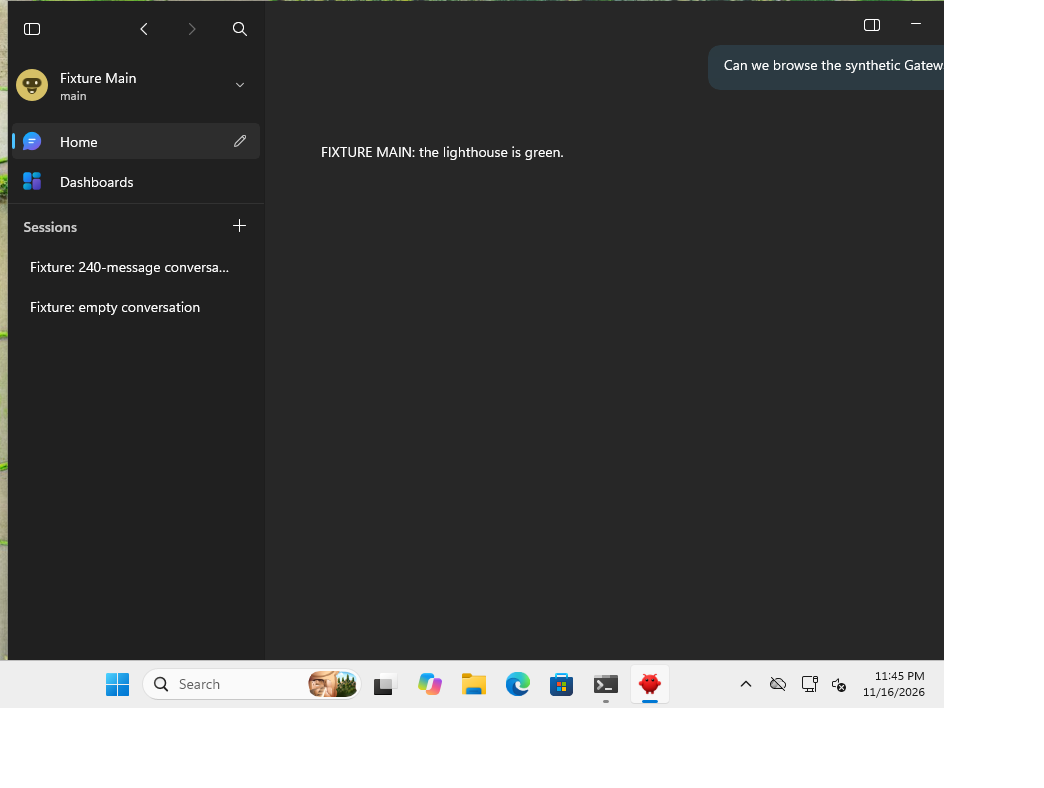 Fixture Main
main
Home
Dashboards
Sessions
Fixture: 240-message conversa...
Fixture: empty conversation
Can we browse the synthetic Gatew
FIXTURE MAIN: the lighthouse is green.
Search
11:45 PM
11/16/2026